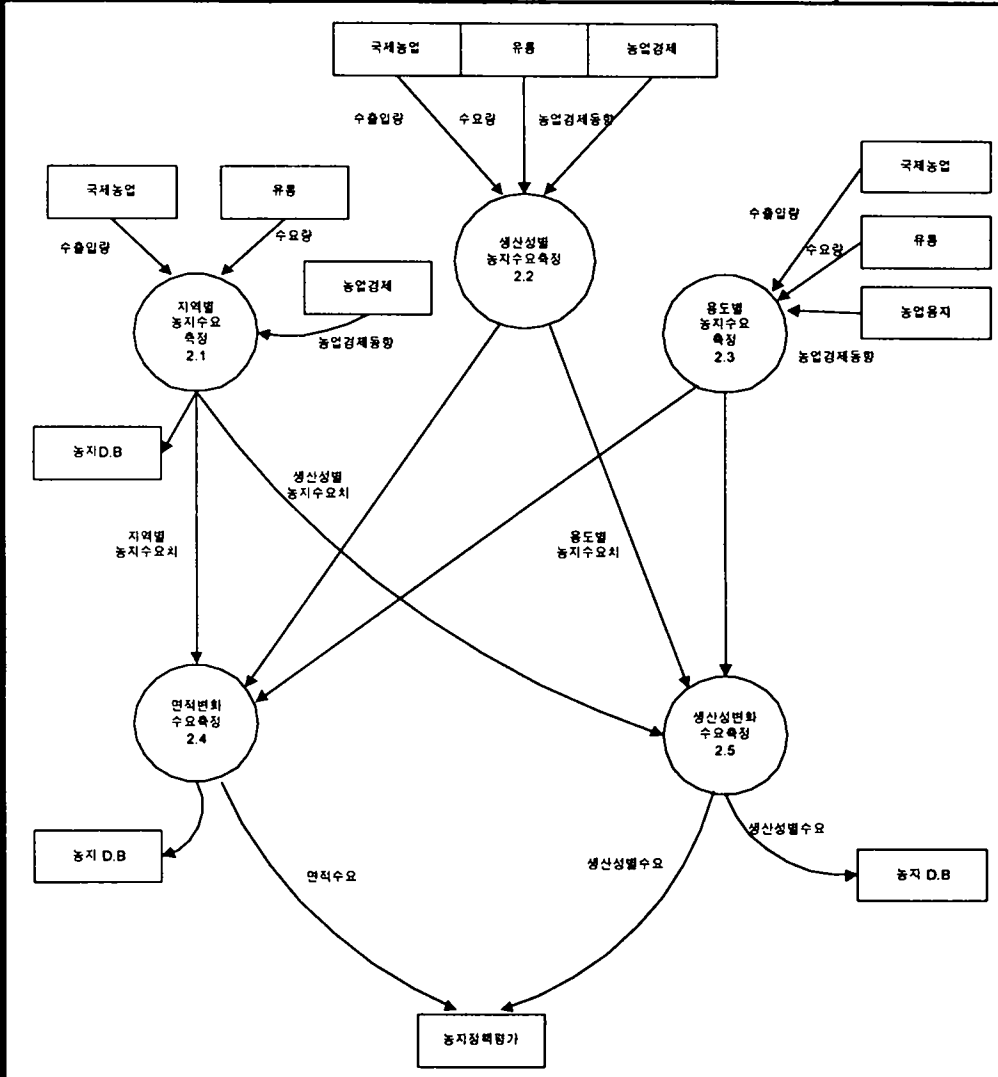 국제농업 유통 농업경제
수출입량 수요량 농업경제동향
국제농업 유통
수출입량 수요량
농업경제
농업경제동향
생산성별
농지수요측정
2.2
국제농업
유통
농업용지
수출입량
수요량
농업경제동향
지역별
농지수요
측정
2.1
용도별
농지수요
측정
2.3
농지D.B
생산성별
농지수요치
지역별
농지수요치
용도별
농지수요치
면적변화
수요측정
2.4
생산성변화
수요측정
2.5
농지 D.B
면적수요
생산성별수요
생산성별수요
농지 D.B
농지정책평가